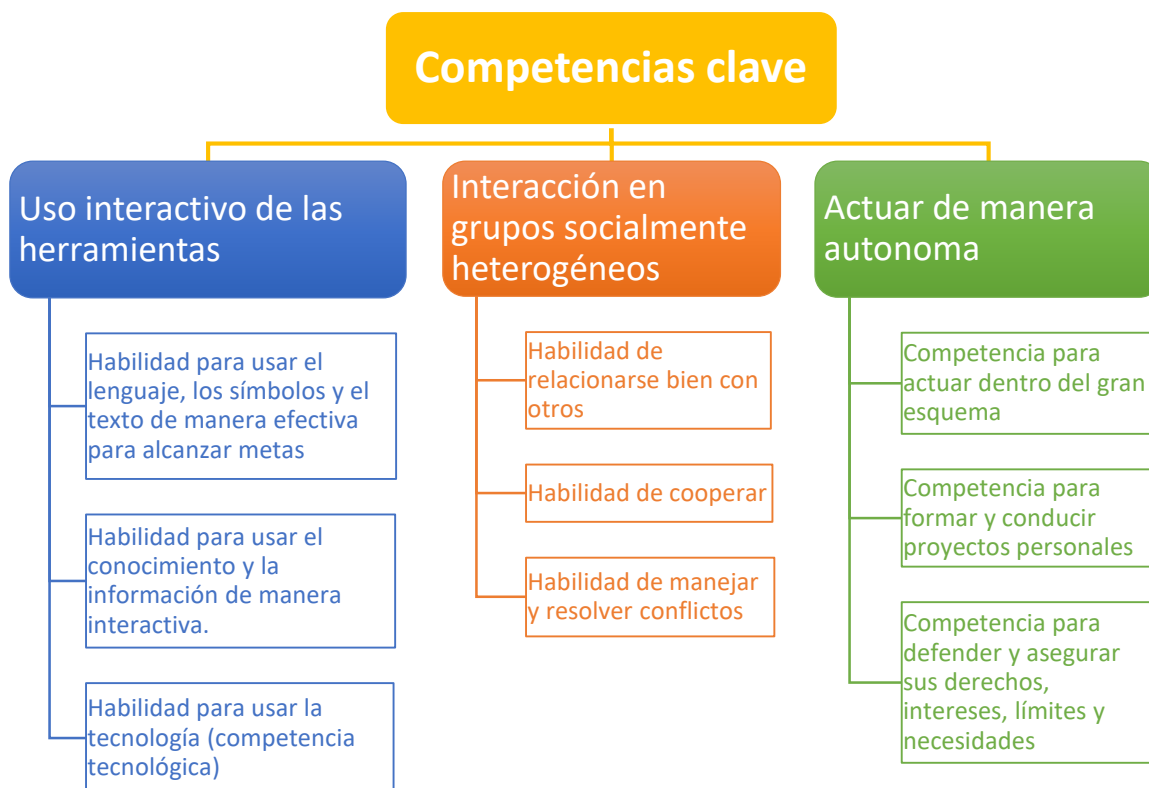 Competencias clave
Uso interactivo de las
herramientas
Habilidad para usar el
lenguaje, los símbolos y el
texto de manera efectiva
para alcanzar metas
Habilidad para usar el
conocimiento y la
información de manera
interactiva.
Habilidad para usar la
tecnología (competencia
tecnológica)
Interacción en
grupos socialmente
heterogéneos
Habilidad de
relacionarse bien con
otros
Habilidad de cooperar
Habilidad de manejar
y resolver conflictos
Actuar de manera
autonoma
Competencia para
actuar dentro del gran
esquema
Competencia para
formar y conducir
proyectos personales
Competencia para
defender y asegurar
sus derechos,
intereses, límites y
necesidades